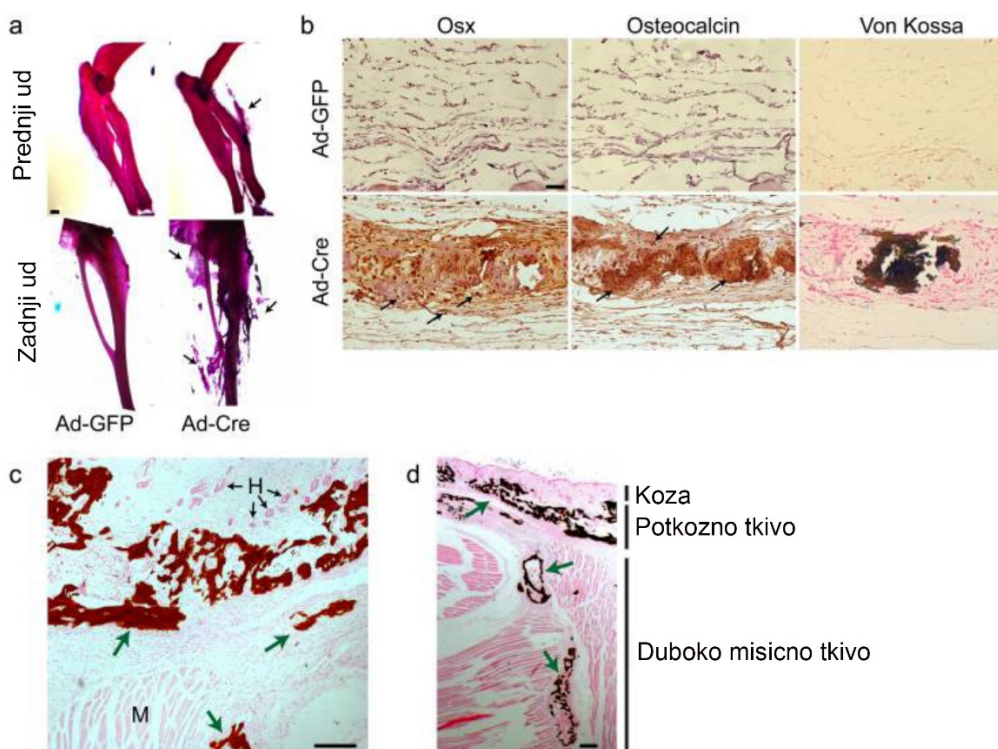 a
Prednji ud
Zadnji ud
Ad-GFP
Ad-Cre
b
Osx
Osteocalcin
Von Kossa
Ad-GFP
Ad-Cre
c
H
M
d
Koza
Potkozno tkivo
Duboko misicno tkivo